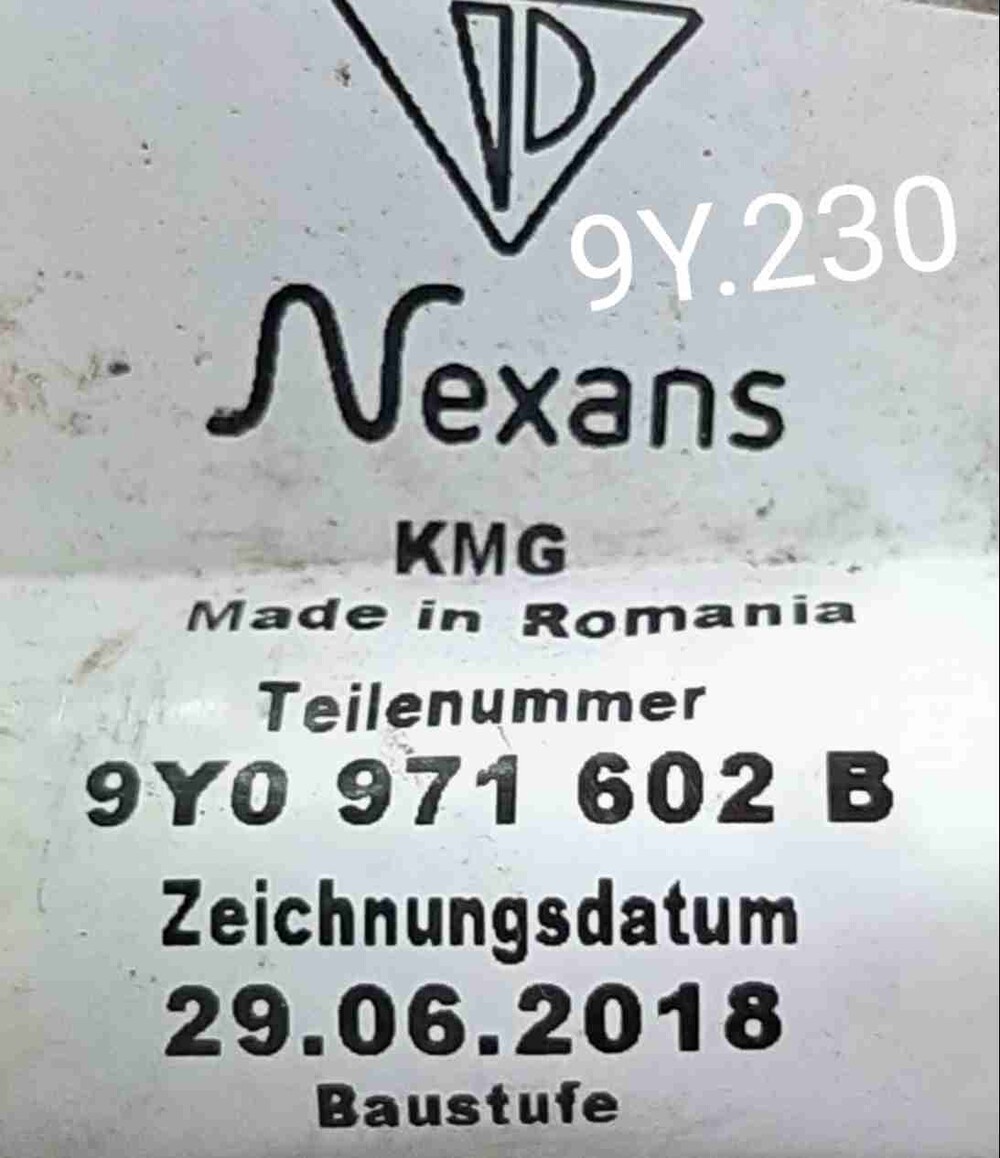 9Y.230
Nexans
KMG
Made in Romania
Teilenummer
9Y0 971 602 B
Zeichnungsdatum
29.06.2018
Baustufe